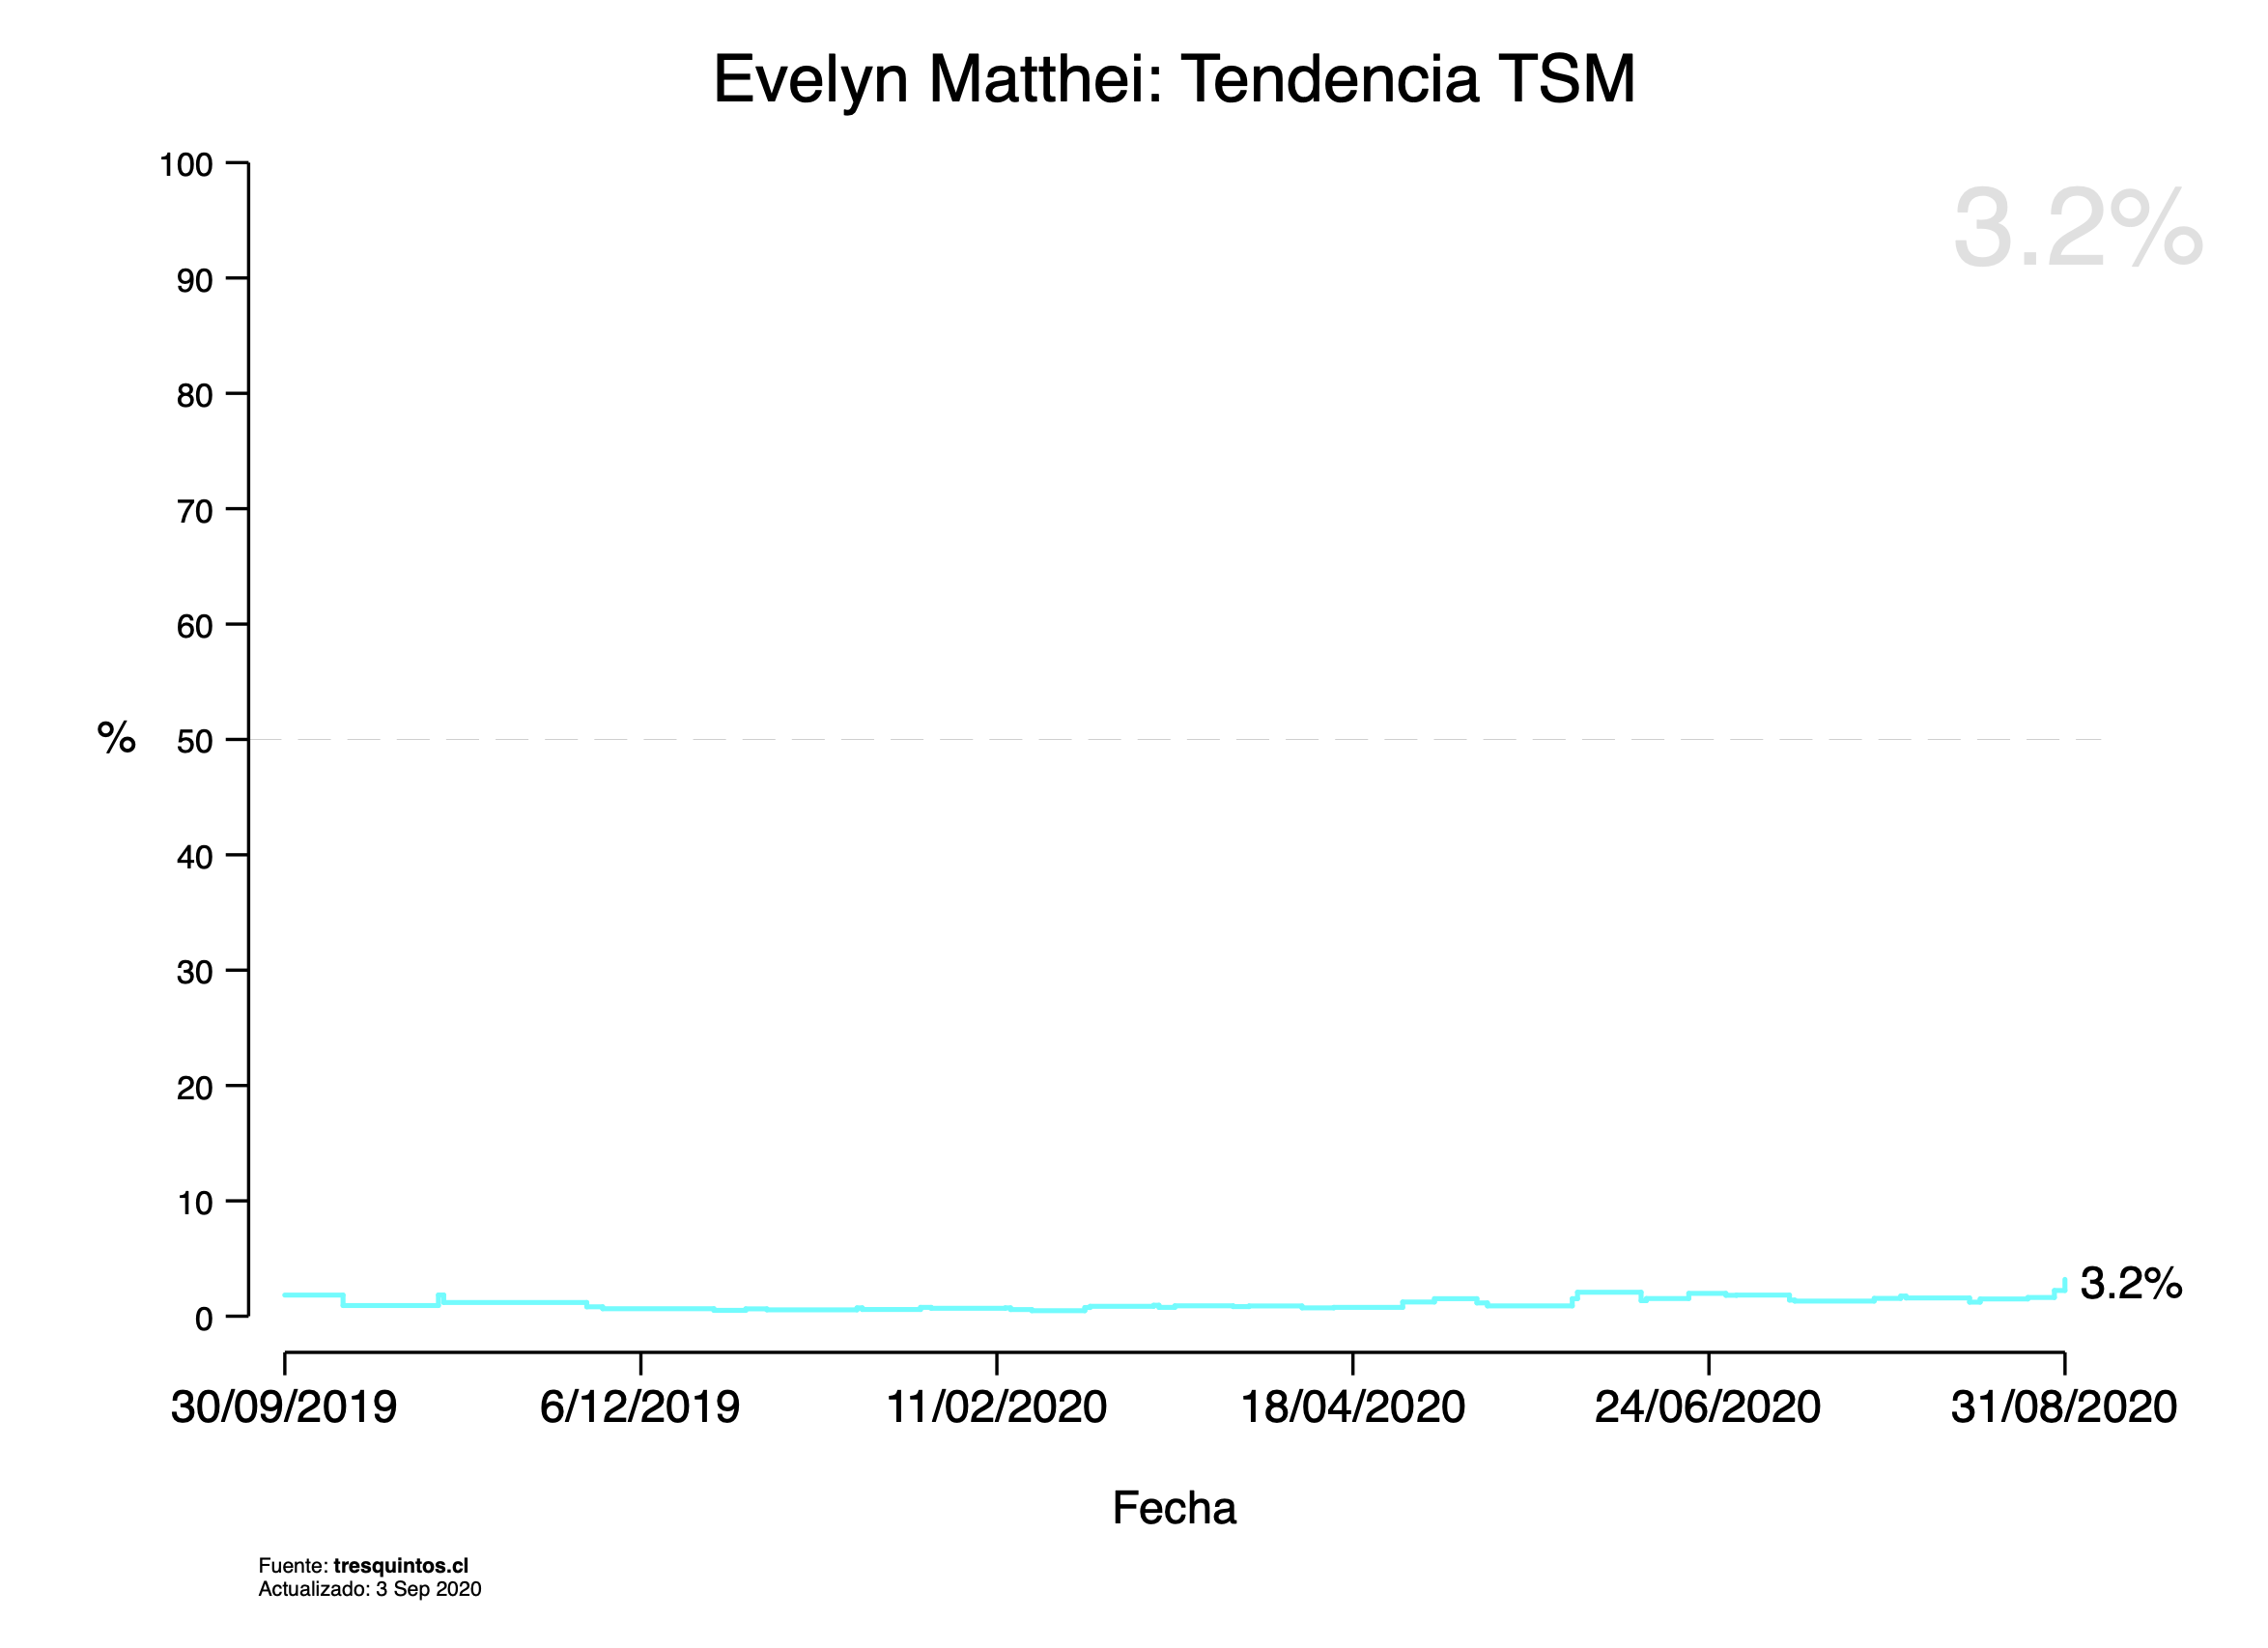 Evelyn Matthei: Tendencia TSM
3.2%
100
90
80
70
60
50
40
30
20
10
0
%
3.2%
30/09/2019 6/12/2019 11/02/2020 18/04/2020 24/06/2020 31/08/2020
Fecha
Fuente: tresquintos.cl
Actualizado: 3 Sep 2020